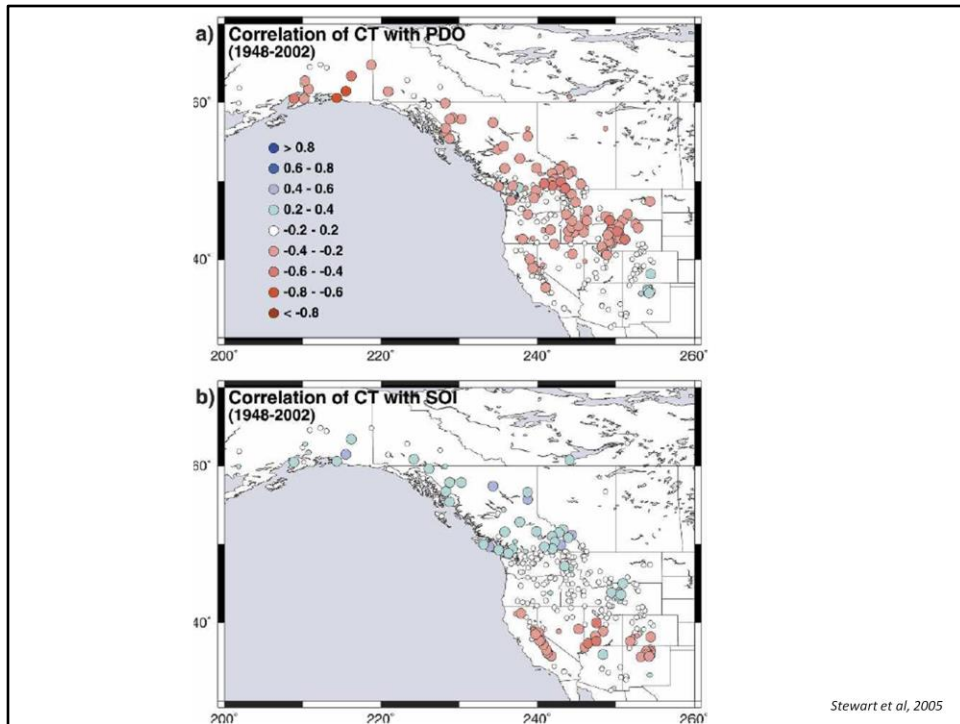 a) Correlation of CT with PDO
(1948-2002)
60˚
> 0.8
0.6 - 0.8
0.4 - 0.6
0.2 - 0.4
-0.2 - 0.2
-0.4 - -0.2
-0.6 - -0.4
-0.8 - -0.6
< -0.8
40˚
200˚ 220˚ 240˚ 260˚
b) Correlation of CT with SOI
(1948-2002)
60˚
40˚
200˚ 220˚ 240˚ 260˚
Stewart et al, 2005